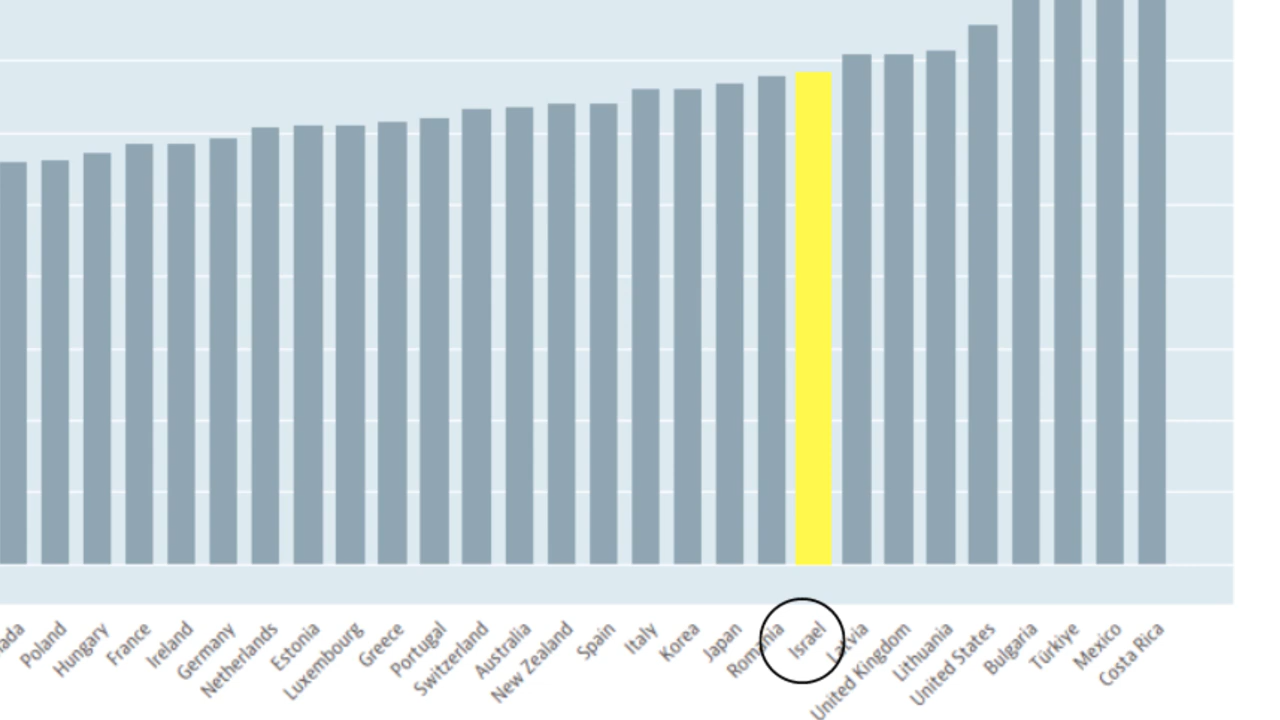 Poland
Hungary
France
Ireland
Germany
Netherlands
Estonia
Luxembourg
Greece
Portugal
Switzerland
Australia
New Zealand
Spain
Italy
Korea
Japan
Romania
Israel
Latvia
United Kingdom
Lithuania
United States
Bulgaria
Türkiye
Mexico
Costa Rica